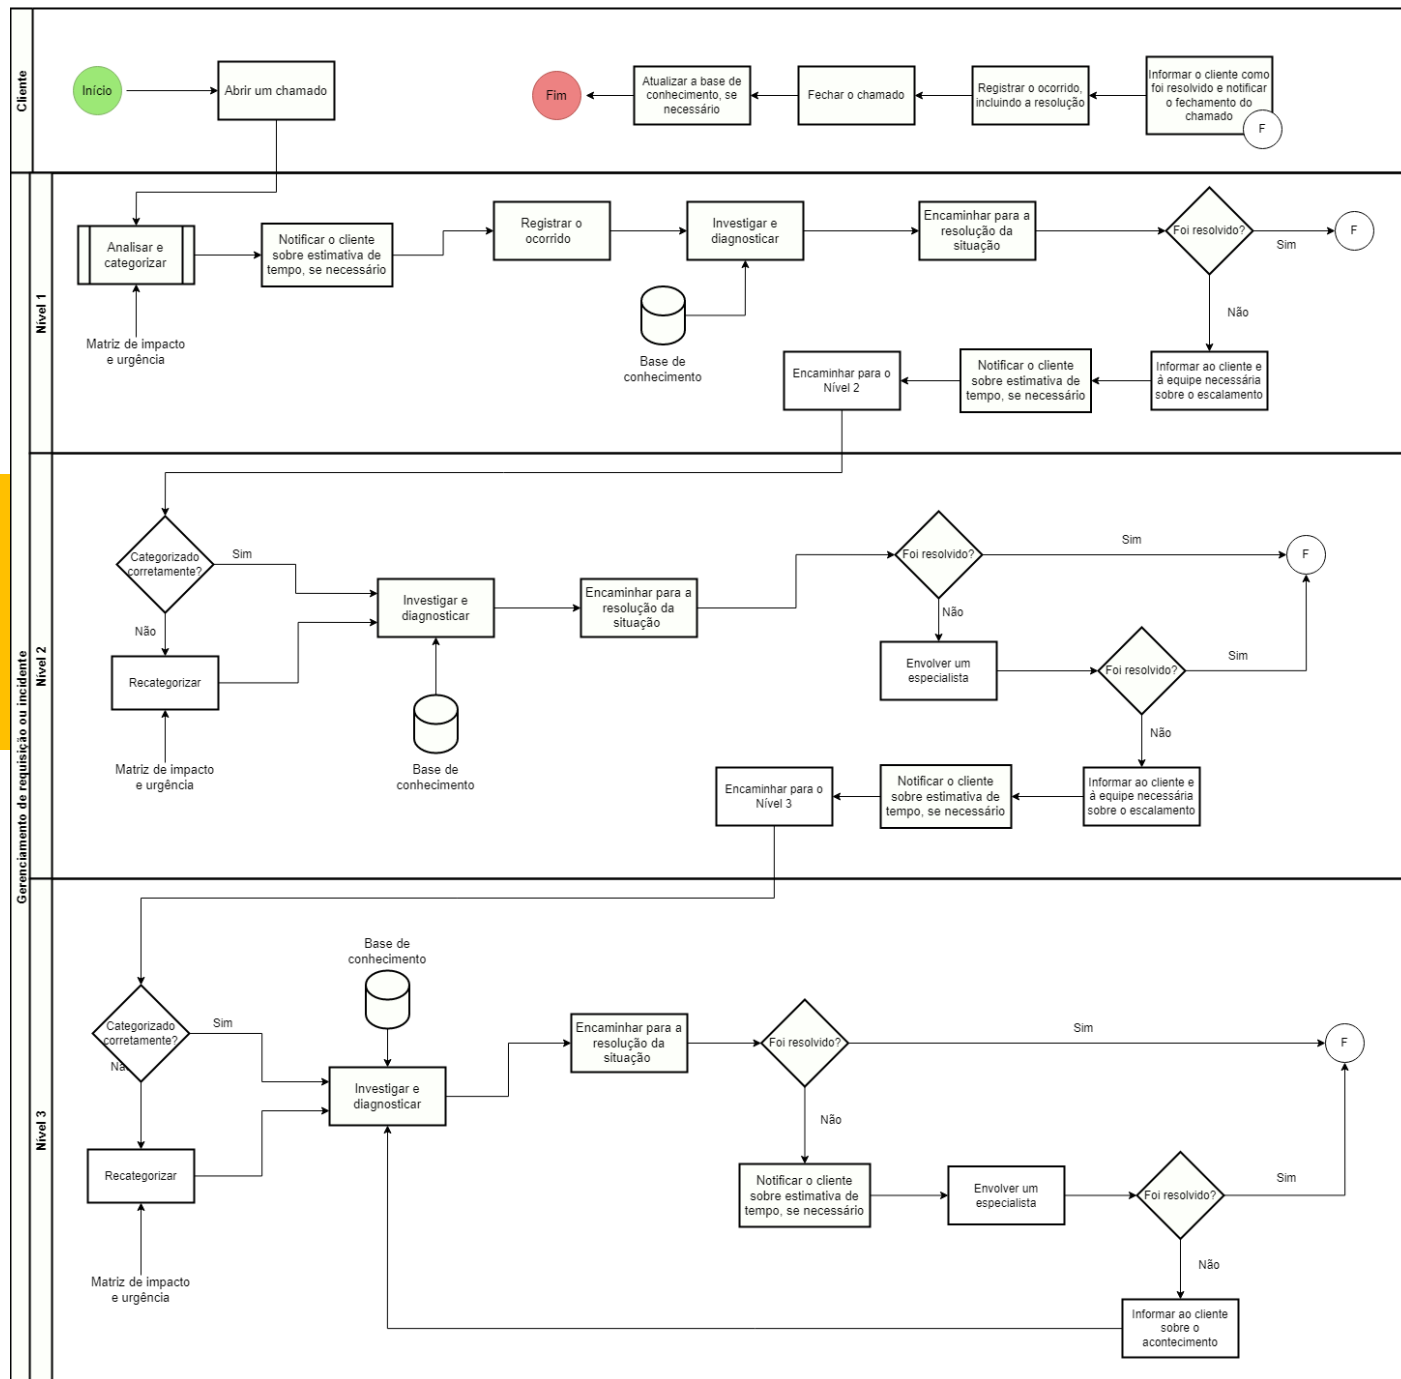 Cliente
Início
Abrir um chamado
Fim
Atualizar a base de
conhecimento, se
necessário
Fechar o chamado
Registrar o ocorrido,
incluindo a resolução
Informar o cliente como
foi resolvido e notificar
o fechamento do
chamado
F
Gerenciamento de requisição ou incidente
Nível 1
Analisar e
categorizar
Matriz de impacto
e urgência
Notificar o cliente
sobre estimativa de
tempo, se necessário
Registrar o
ocorrido
Investigar e
diagnosticar
Base de
conhecimento
Encaminhar para a
resolução da
situação
Foi resolvido?
Sim
F
Não
Informar ao cliente e
à equipe necessária
sobre o escalamento
Notificar o cliente
sobre estimativa de
tempo, se necessário
Encaminhar para o
Nível 2
Nível 2
Categorizado
corretamente?
Sim
Não
Recategorizar
Matriz de impacto
e urgência
Investigar e
diagnosticar
Base de
conhecimento
Encaminhar para a
resolução da
situação
Foi resolvido?
Sim
F
Não
Envolver um
especialista
Foi resolvido?
Sim
Não
Informar ao cliente e
à equipe necessária
sobre o escalamento
Notificar o cliente
sobre estimativa de
tempo, se necessário
Encaminhar para o
Nível 3
Nível 3
Categorizado
corretamente?
Sim
Não
Recategorizar
Matriz de impacto
e urgência
Base de
conhecimento
Investigar e
diagnosticar
Encaminhar para a
resolução da
situação
Foi resolvido?
Sim
F
Não
Notificar o cliente
sobre estimativa de
tempo, se necessário
Envolver um
especialista
Foi resolvido?
Sim
Não
Informar ao cliente
sobre o
acontecimento